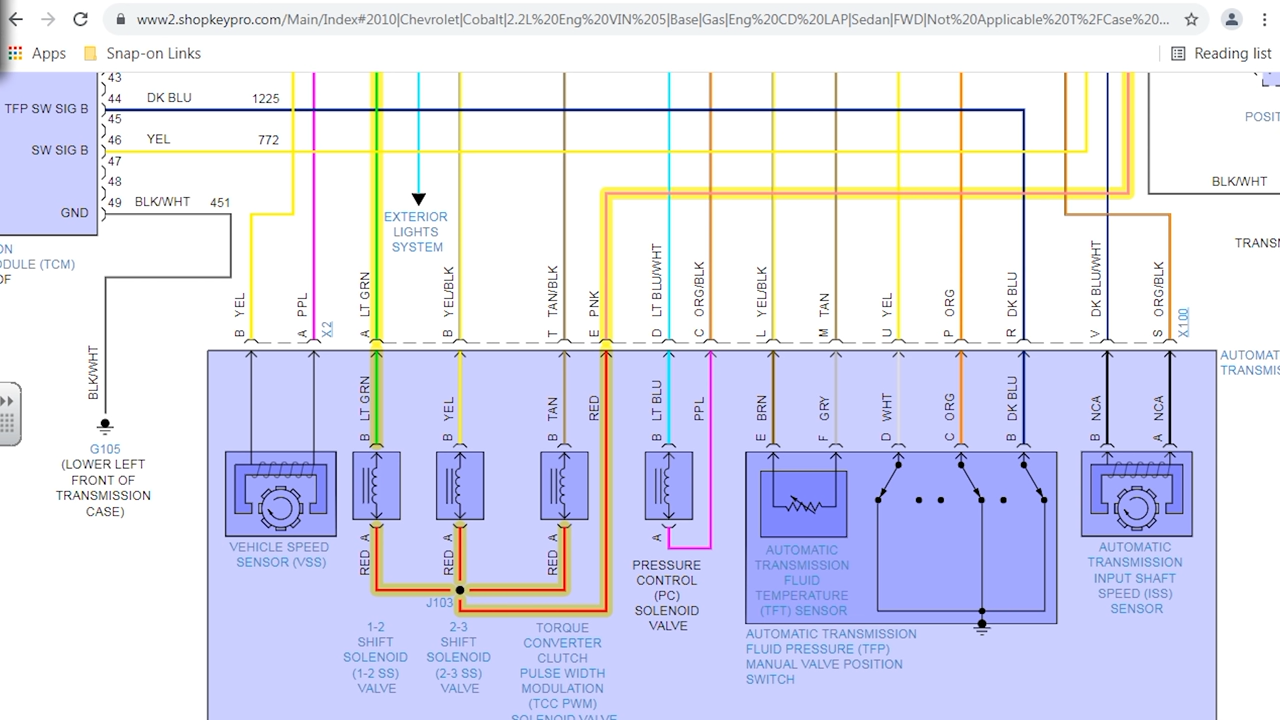 www2.shopkeypro.com/Main/Index#2010|Chevrolet|Cobalt|2.2L%20Eng%20VIN%205|Base|Gas|Eng%20CD%20LAP|Sedan|FWD|Not%20Applicable%20T%2FCase%20...
Apps
Snap-on Links
Reading list
43
TFP SW SIG B
44
DK BLU
1225
45
SW SIG B
46
YEL
772
47
48
GND
49
BLK/WHT
451
ON
ODULE (TCM)
OF
BLK/WHT
G105
(LOWER LEFT
FRONT OF
TRANSMISSION
CASE)
EXTERIOR
LIGHTS
SYSTEM
POSIT
BLK/WHT
TRANSM
B YEL
A PPL
X2
A LT GRN
B YEL/BLK
T TAN/BLK
E PNK
D LT BLU/WHT
C ORG/BLK
L YEL/BLK
M TAN
U YEL
P ORG
R DK BLU
V DK BLU/WHT
S ORG/BLK
X100
AUTOMAT
TRANSMIS
B LT GRN
B YEL
B TAN
RED
B LT BLU
PPL
E BRN
F GRY
D WHT
C ORG
B DK BLU
B NCA
A NCA
VEHICLE SPEED
SENSOR (VSS)
RED A
RED A
RED A
A
J103
1-2
SHIFT
SOLENOID
(1-2 SS)
VALVE
2-3
SHIFT
SOLENOID
(2-3 SS)
VALVE
TORQUE
CONVERTER
CLUTCH
PULSE WIDTH
MODULATION
(TCC PWM)
SOLENOID VALVE
PRESSURE
CONTROL
(PC)
SOLENOID
VALVE
AUTOMATIC
TRANSMISSION
FLUID
TEMPERATURE
(TFT) SENSOR
AUTOMATIC TRANSMISSION
FLUID PRESSURE (TFP)
MANUAL VALVE POSITION
SWITCH
AUTOMATIC
TRANSMISSION
INPUT SHAFT
SPEED (ISS)
SENSOR